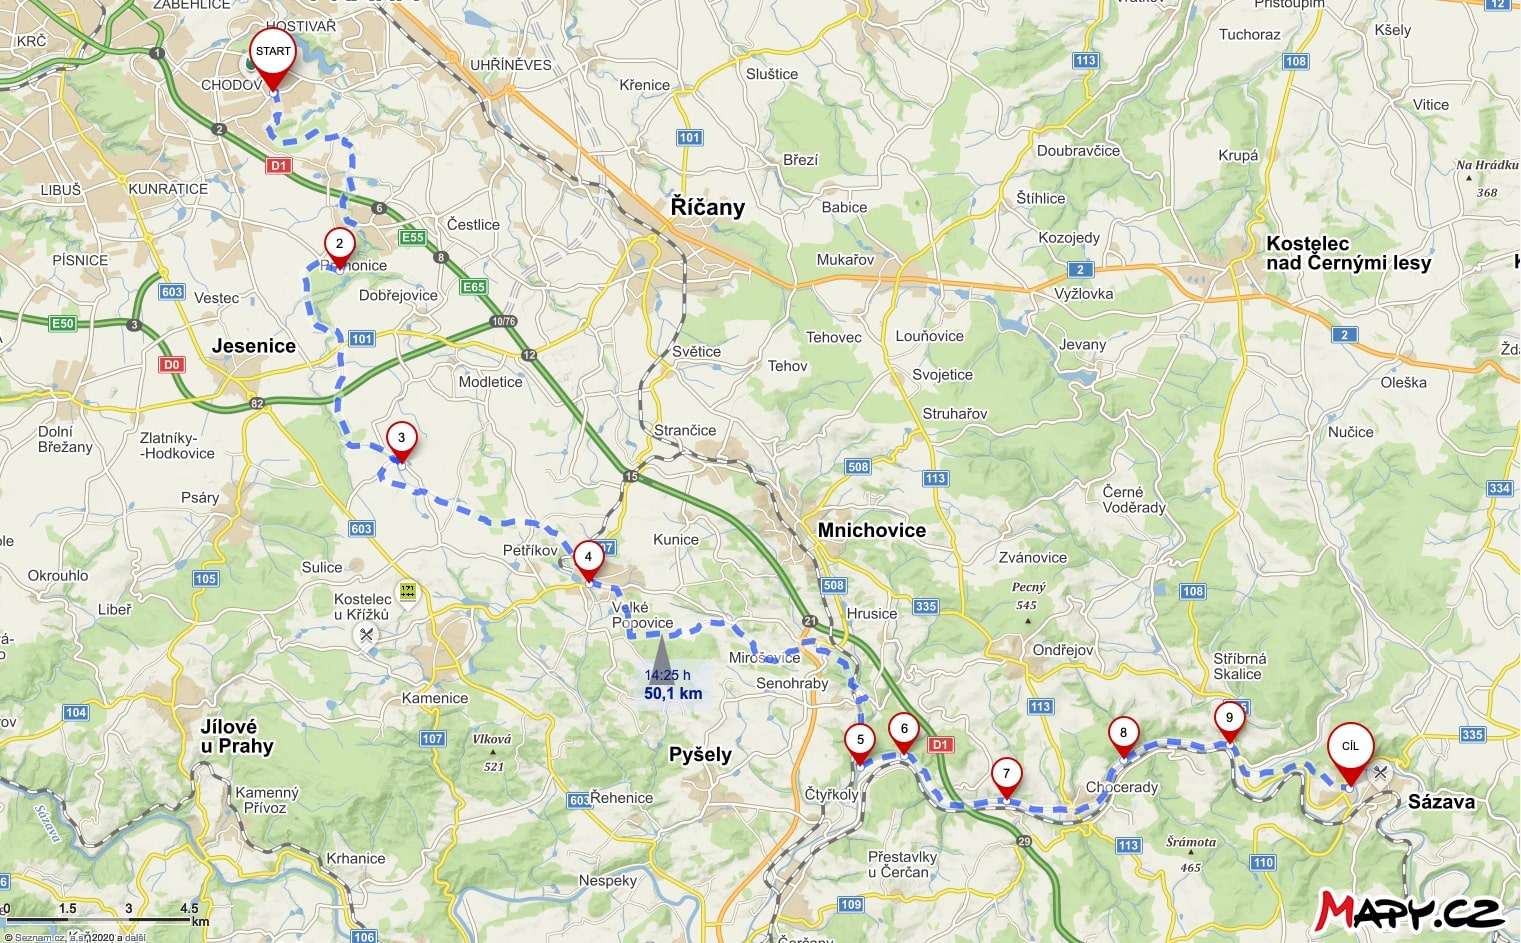 ZÁBĚHLICE
HOSTIVAŘ
Přistoupim
12
KRČ
START
1
UHŘÍNĚVES
Sluštice
113
Tuchoraz
Kšely
108
CHODOV
Křenice
Vitice
2
101
Doubravčice
Krupá
D1
Březí
Na Hrádku
368
LIBUŠ
KUNRATICE
Říčany
Babice
Štíhlice
6
Čestlice
E55
Kozojedy
Kostelec
nad Černými lesy
2
8
PÍSNICE
Mukařov
2
Dobřejovice
E65
603
Vestec
Vyžlovka
E50
3
10/76
101
Tehovec
Louňovice
2
Jesenice
Světice
Jevany
12
D0
Tehov
Modletice
Svojetice
Oleška
82
Struhařov
Dolní
Břežany
Zlatníky-
-Hodkovice
3
Strančice
Nučice
508
15
113
Psáry
Černé
Voděrady
334
603
Mnichovice
Petříkov
4
Kunice
Zvánovice
Sulice
Okrouhlo
105
Pecný
545
508
108
Kostelec
u Křížků
Libeř
Velké
Popovice
335
Hrusice
21
Mirošovice
Ondřejov
14:25 h
50,1 km
Senohraby
Stříbrná
Skalice
Kamenice
104
113
9
Jílové
u Prahy
107
Vlková
521
Pyšely
5
6
D1
8
CÍL
335
7
603
Řehenice
Čtyřkoly
Chocerady
Sázava
Kamenný
Přívoz
Sázava
29
113
Šrámota
465
Krhanice
Přestavlky
u Čerčan
110
Nespeky
109
0
1.5
3
4.5
km
106
Čerčany
Mapy.cz
© Seznam.cz, a.s., 2020 a další